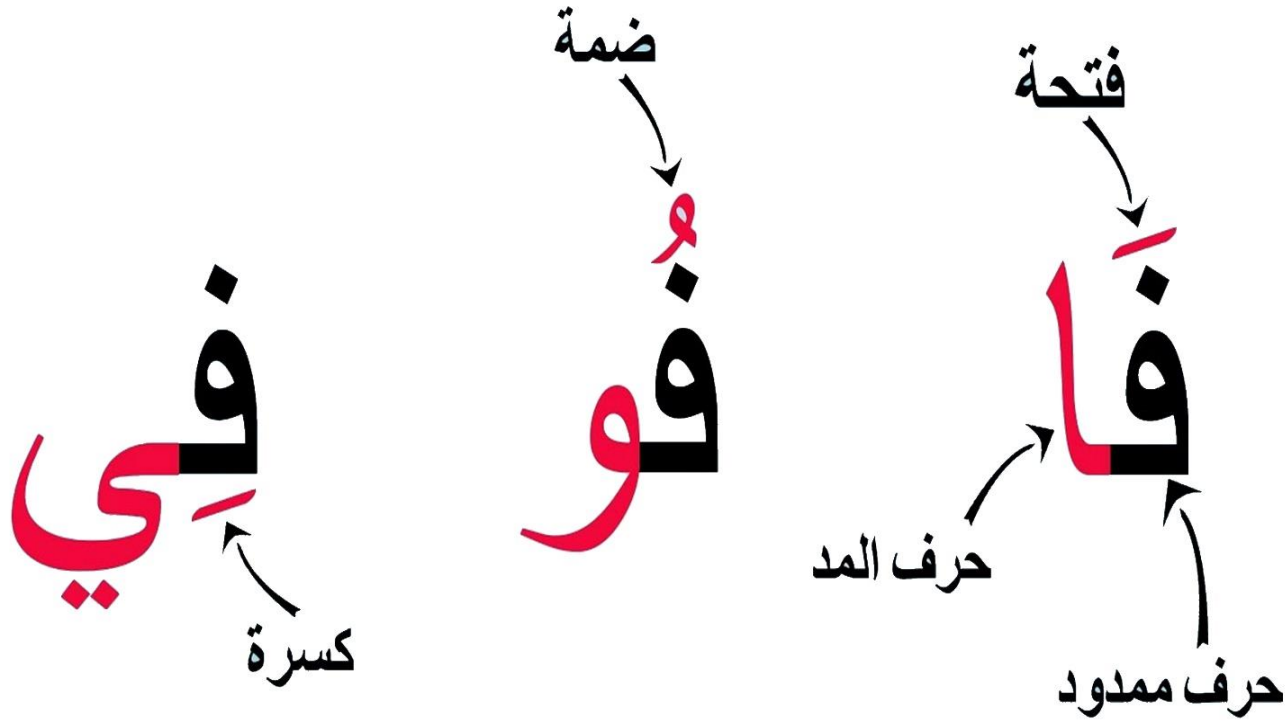 ضمة
فتحة
فَا
فُو
فِي
حرف المد
كسرة
حرف ممدود